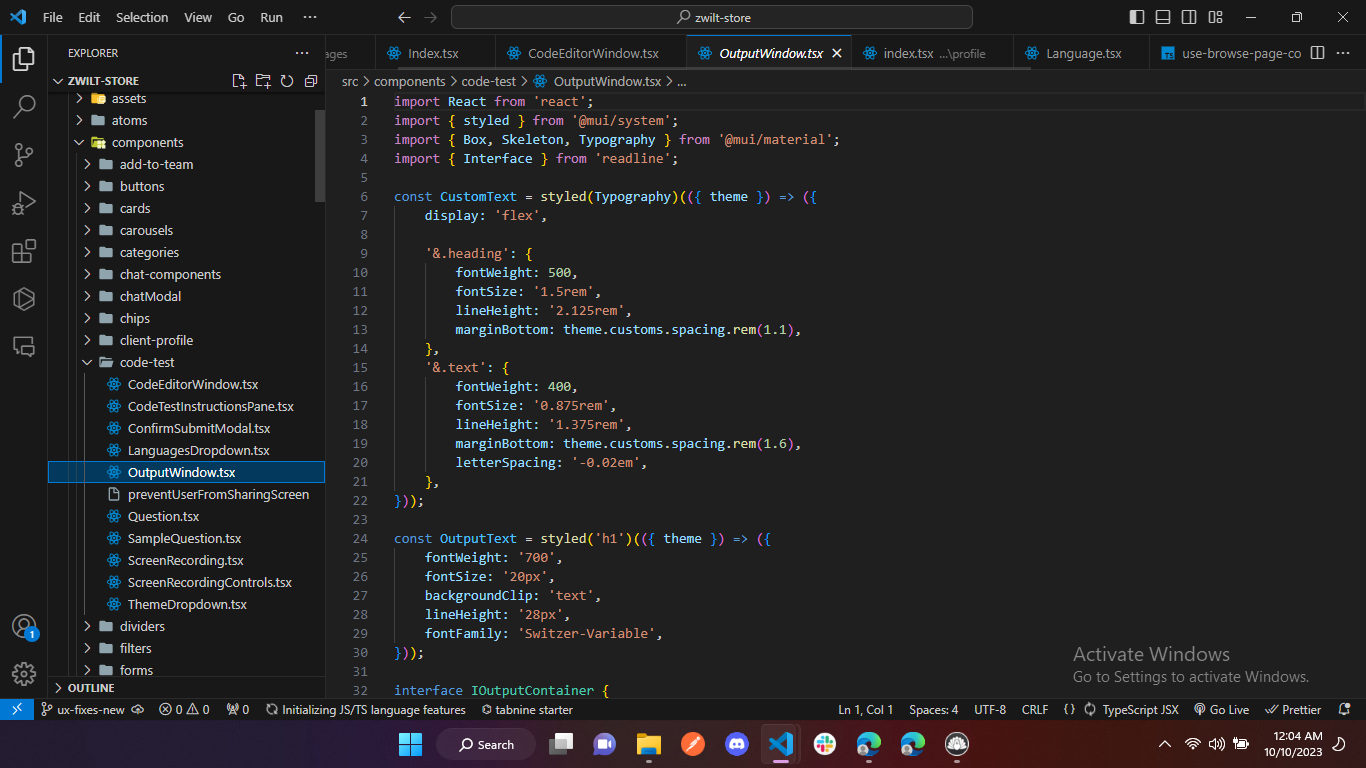 File Edit Selection View Go Run ···
zwilt-store
EXPLORER ···
ages Index.tsx CodeEditorWindow.tsx OutputWindow.tsx index.tsx ...\profile Language.tsx TS use-browse-page-co ···
ZWILT-STORE
src > components > code-test > OutputWindow.tsx > ...
assets
atoms
components
add-to-team
buttons
cards
carousels
categories
chat-components
chatModal
chips
client-profile
code-test
CodeEditorWindow.tsx
CodeTestInstructionsPane.tsx
ConfirmSubmitModal.tsx
LanguagesDropdown.tsx
OutputWindow.tsx
preventUserFromSharingScreen
Question.tsx
SampleQuestion.tsx
ScreenRecording.tsx
ScreenRecordingControls.tsx
ThemeDropdown.tsx
dividers
filters
forms
OUTLINE
1 import React from 'react';
2 import { styled } from '@mui/system';
3 import { Box, Skeleton, Typography } from '@mui/material';
4 import { Interface } from 'readline';
5
6 const CustomText = styled(Typography)(({ theme }) => ({
7 display: 'flex',
8
9 '&.heading': {
10 fontWeight: 500,
11 fontSize: '1.5rem',
12 lineHeight: '2.125rem',
13 marginBottom: theme.customs.spacing.rem(1.1),
14 },
15 '&.text': {
16 fontWeight: 400,
17 fontSize: '0.875rem',
18 lineHeight: '1.375rem',
19 marginBottom: theme.customs.spacing.rem(1.6),
20 letterSpacing: '-0.02em',
21 },
22 }));
23
24 const OutputText = styled('h1')(({ theme }) => ({
25 fontWeight: '700',
26 fontSize: '20px',
27 backgroundClip: 'text',
28 lineHeight: '28px',
29 fontFamily: 'Switzer-Variable',
30 }));
31
32 interface IOutputContainer {
Activate Windows
Go to Settings to activate Windows.
1
ux-fixes-new 0 0 0 Initializing JS/TS language features tabnine starter Ln 1, Col 1 Spaces: 4 UTF-8 CRLF {} TypeScript JSX Go Live Prettier
Search
12:04 AM
10/10/2023